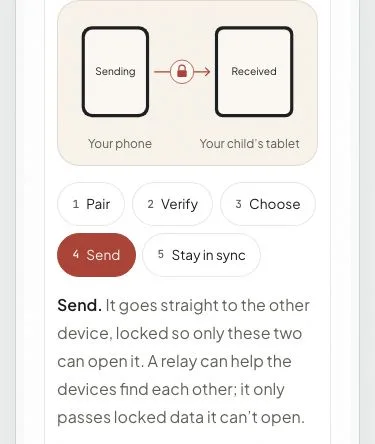 Sending
Received
Your phone
Your child's tablet
1 Pair
2 Verify
3 Choose
4 Send
5 Stay in sync
Send. It goes straight to the other
device, locked so only these two
can open it. A relay can help the
devices find each other; it only
passes locked data it can't open.